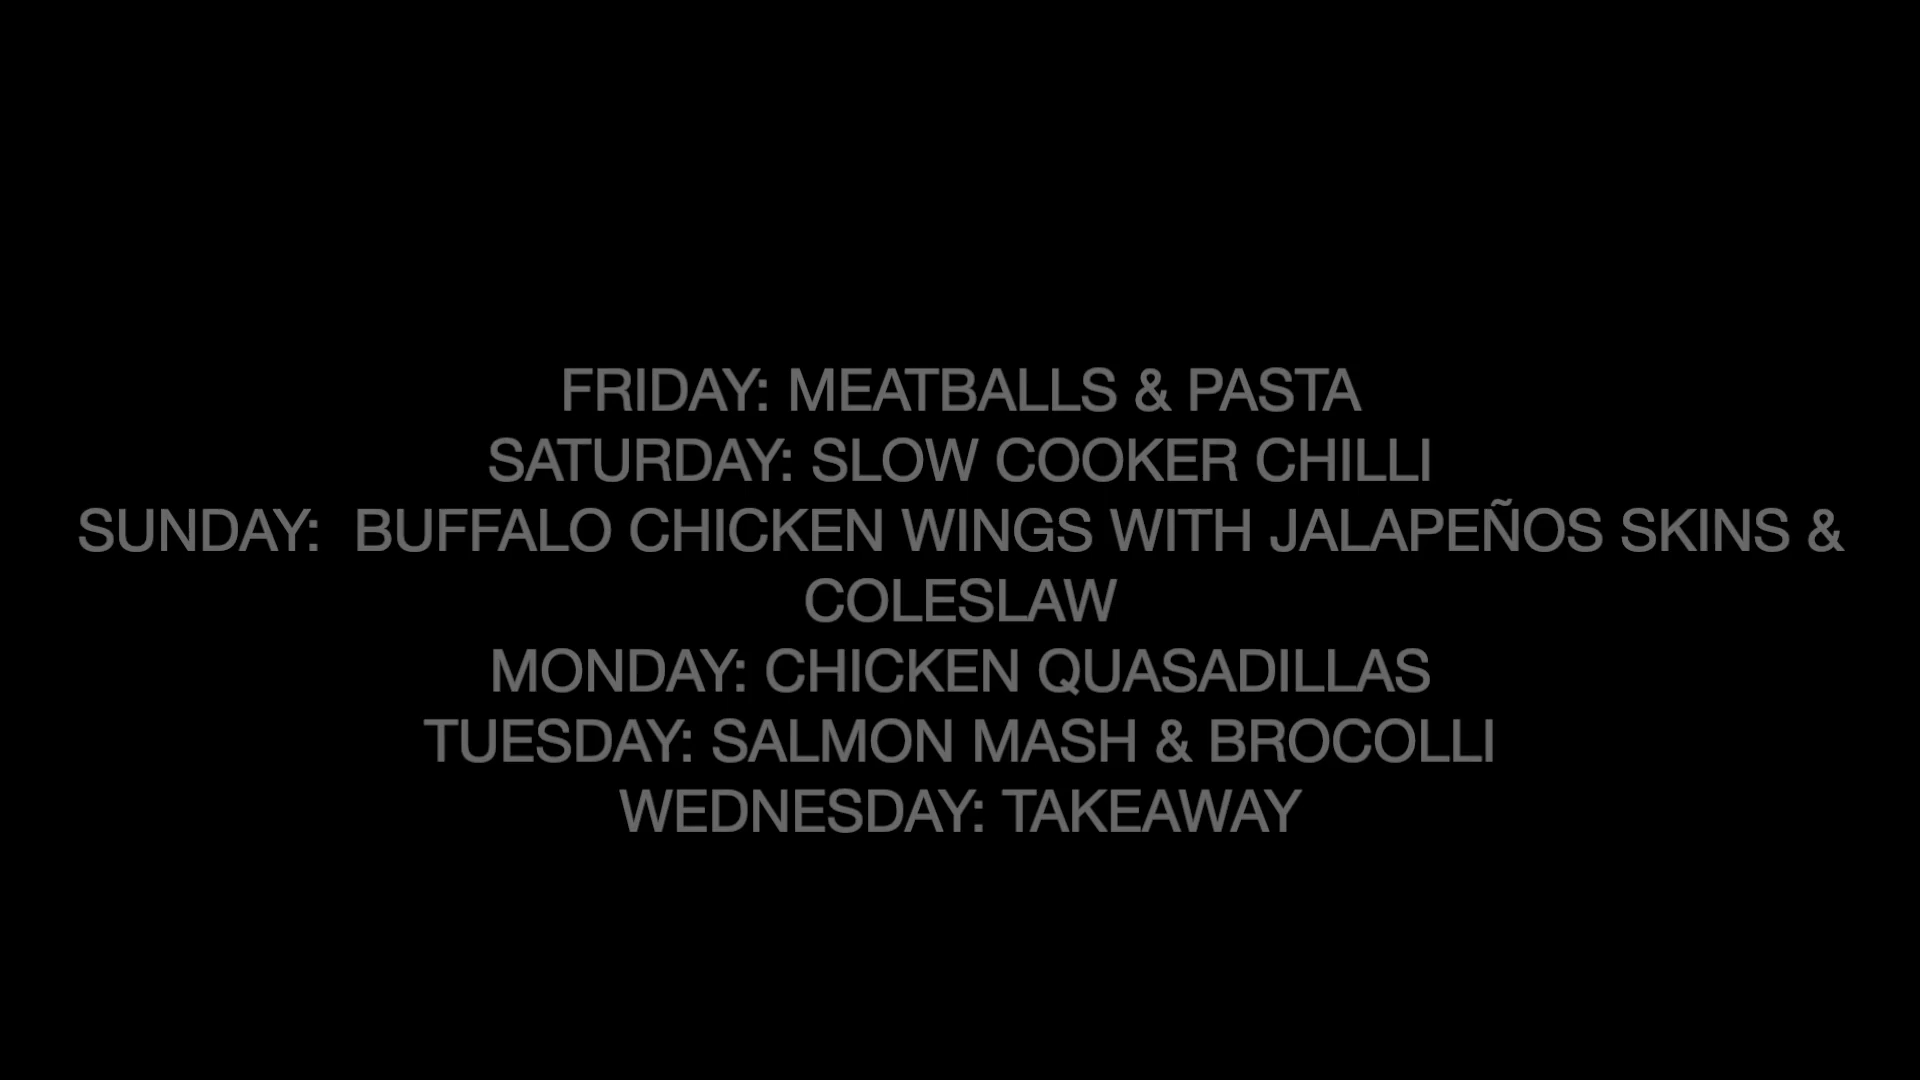 FRIDAY: MEATBALLS & PASTA
SATURDAY: SLOW COOKER CHILLI
SUNDAY:  BUFFALO CHICKEN WINGS WITH JALAPEÑOS SKINS &
COLESLAW
MONDAY: CHICKEN QUASADILLAS
TUESDAY: SALMON MASH & BROCOLLI
WEDNESDAY: TAKEAWAY